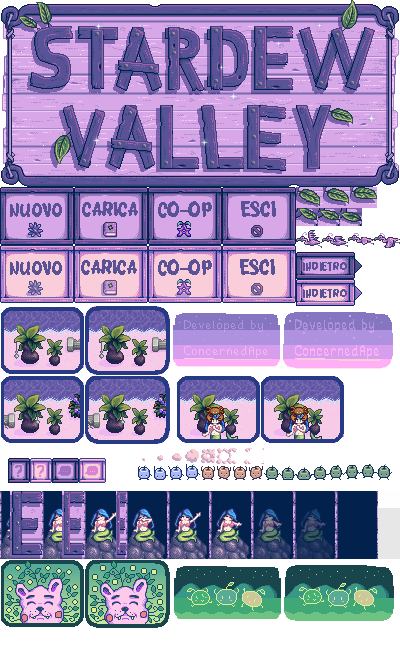 STARDEW
VALLEY
NUOVO CARICA CO-OP ESCI
NUOVO CARICA CO-OP ESCI
INDIETRO
INDIETRO
Developed by
ConcernedApe
Developed by
ConcernedApe
? ?
E E